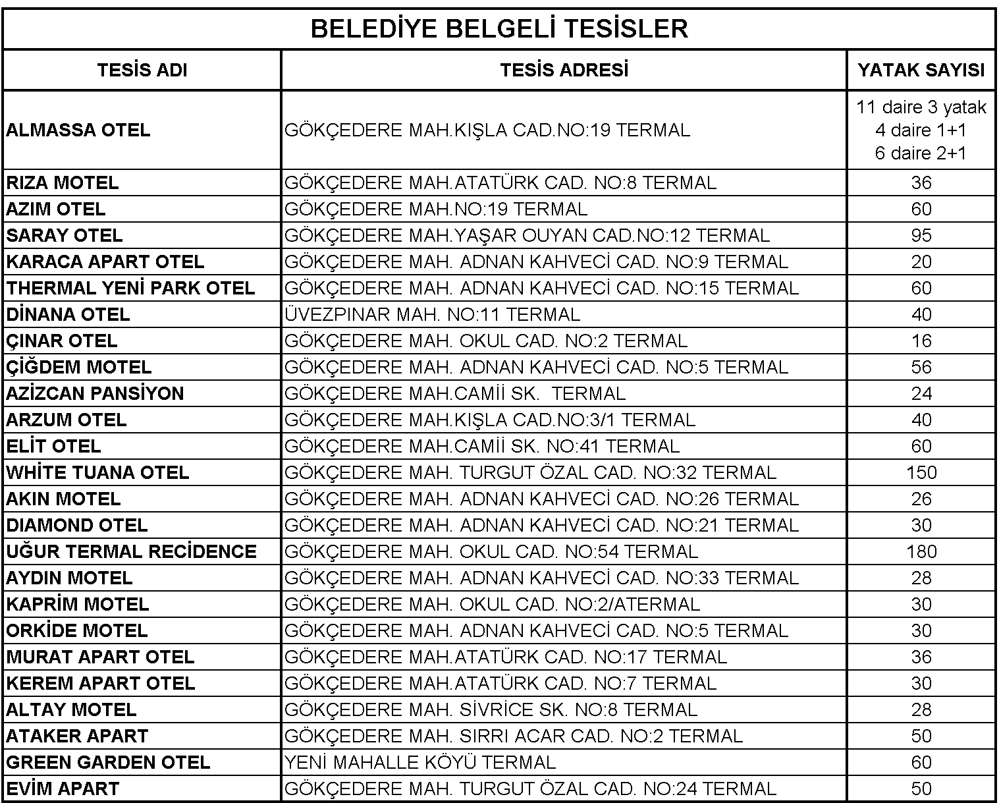 BELEDİYE BELGELİ TESİSLER
TESİS ADI TESİS ADRESİ YATAK SAYISI
ALMASSA OTEL GÖKÇEDERE MAH.KIŞLA CAD.NO:19 TERMAL 11 daire 3 yatak
4 daire 1+1
6 daire 2+1
RIZA MOTEL GÖKÇEDERE MAH.ATATÜRK CAD. NO:8 TERMAL 36
AZIM OTEL GÖKÇEDERE MAH.NO:19 TERMAL 60
SARAY OTEL GÖKÇEDERE MAH.YAŞAR OUYAN CAD.NO:12 TERMAL 95
KARACA APART OTEL GÖKÇEDERE MAH. ADNAN KAHVECİ CAD. NO:9 TERMAL 20
THERMAL YENİ PARK OTEL GÖKÇEDERE MAH. ADNAN KAHVECİ CAD. NO:15 TERMAL 60
DİNANA OTEL ÜVEZPINAR MAH. NO:11 TERMAL 40
ÇINAR OTEL GÖKÇEDERE MAH. OKUL CAD. NO:2 TERMAL 16
ÇİĞDEM MOTEL GÖKÇEDERE MAH. ADNAN KAHVECİ CAD. NO:5 TERMAL 56
AZİZCAN PANSİYON GÖKÇEDERE MAH.CAMİİ SK.  TERMAL 24
ARZUM OTEL GÖKÇEDERE MAH.KIŞLA CAD.NO:3/1 TERMAL 40
ELİT OTEL GÖKÇEDERE MAH.CAMİİ SK. NO:41 TERMAL 60
WHİTE TUANA OTEL GÖKÇEDERE MAH. TURGUT ÖZAL CAD. NO:32 TERMAL 150
AKIN MOTEL GÖKÇEDERE MAH. ADNAN KAHVECİ CAD. NO:26 TERMAL 26
DIAMOND OTEL GÖKÇEDERE MAH. ADNAN KAHVECİ CAD. NO:21 TERMAL 30
UĞUR TERMAL RECİDENCE GÖKÇEDERE MAH. OKUL CAD. NO:54 TERMAL 180
AYDIN MOTEL GÖKÇEDERE MAH. ADNAN KAHVECİ CAD. NO:33 TERMAL 28
KAPRİM MOTEL GÖKÇEDERE MAH. OKUL CAD. NO:2/ATERMAL 30
ORKİDE MOTEL GÖKÇEDERE MAH. ADNAN KAHVECİ CAD. NO:5 TERMAL 30
MURAT APART OTEL GÖKÇEDERE MAH.ATATÜRK CAD. NO:17 TERMAL 36
KEREM APART OTEL GÖKÇEDERE MAH.ATATÜRK CAD. NO:7 TERMAL 30
ALTAY MOTEL GÖKÇEDERE MAH. SİVRİCE SK. NO:8 TERMAL 28
ATAKER APART GÖKÇEDERE MAH. SIRRI ACAR CAD. NO:2 TERMAL 50
GREEN GARDEN OTEL YENİ MAHALLE KÖYÜ TERMAL 60
EVİM APART GÖKÇEDERE MAH. TURGUT ÖZAL CAD. NO:24 TERMAL 50